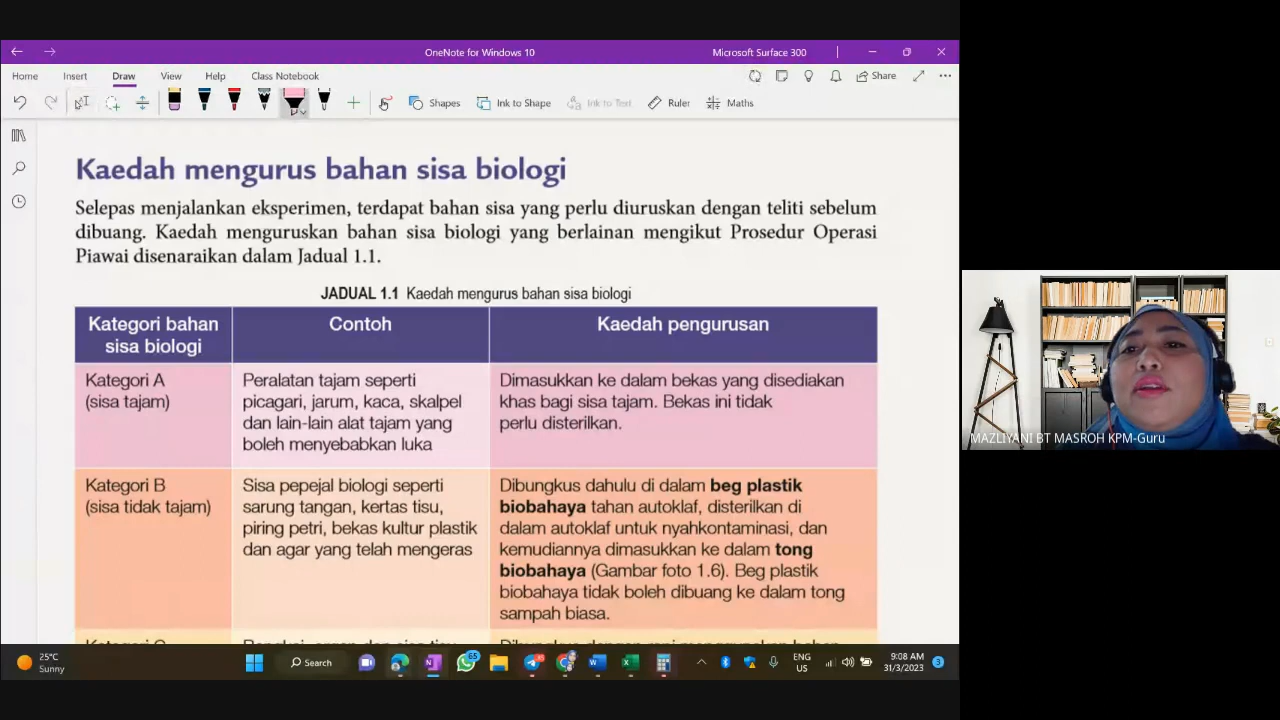 OneNote for Windows 10
Microsoft Surface 300
Home Insert Draw View Help Class Notebook
Share
Shapes Ink to Shape Ink to Text Ruler Maths
Kaedah mengurus bahan sisa biologi
Selepas menjalankan eksperimen, terdapat bahan sisa yang perlu diuruskan dengan teliti sebelum
dibuang. Kaedah menguruskan bahan sisa biologi yang berlainan mengikut Prosedur Operasi
Piawai disenaraikan dalam Jadual 1.1.
JADUAL 1.1 Kaedah mengurus bahan sisa biologi
Kategori bahan
sisa biologi
Contoh
Kaedah pengurusan
Kategori A
(sisa tajam)
Peralatan tajam seperti
picagari, jarum, kaca, skalpel
dan lain-lain alat tajam yang
boleh menyebabkan luka
Dimasukkan ke dalam bekas yang disediakan
khas bagi sisa tajam. Bekas ini tidak
perlu disterilkan.
Kategori B
(sisa tidak tajam)
Sisa pepejal biologi seperti
sarung tangan, kertas tisu,
piring petri, bekas kultur plastik
dan agar yang telah mengeras
Dibungkus dahulu di dalam beg plastik
biobahaya tahan autoklaf, disterilkan di
dalam autoklaf untuk nyahkontaminasi, dan
kemudiannya dimasukkan ke dalam tong
biobahaya (Gambar foto 1.6). Beg plastik
biobahaya tidak boleh dibuang ke dalam tong
sampah biasa.
MAZLIYANI BT MASROH KPM-Guru
25°C
Sunny
Search
65
ENG
US
9:08 AM
31/3/2023
3